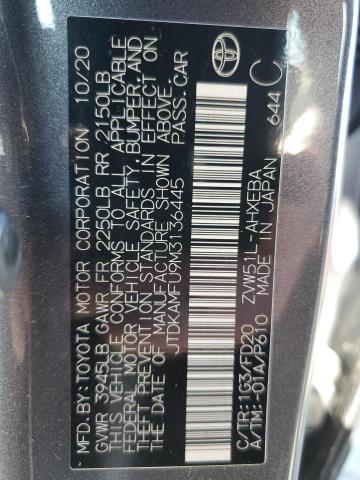 MFD.BY:TOYOTA MOTOR CORPORATION 10/20
GVWR 3945LB GAWR FR 2250LB RR 2150LB
THIS VEHICLE CONFORMS TO ALL APPLICABLE
FEDERAL MOTOR VEHICLE SAFETY, BUMPER, AND
THEFT PREVENTION STANDARDS IN EFFECT ON
THE DATE OF MANUFACTURE SHOWN ABOVE.
JTDKAMFU9M3136445 PASS.CAR
C/TR:1G3/FD20 ZVW51L-AHXEBA
A/TM:-01A/P610 MADE IN JAPAN 644 C